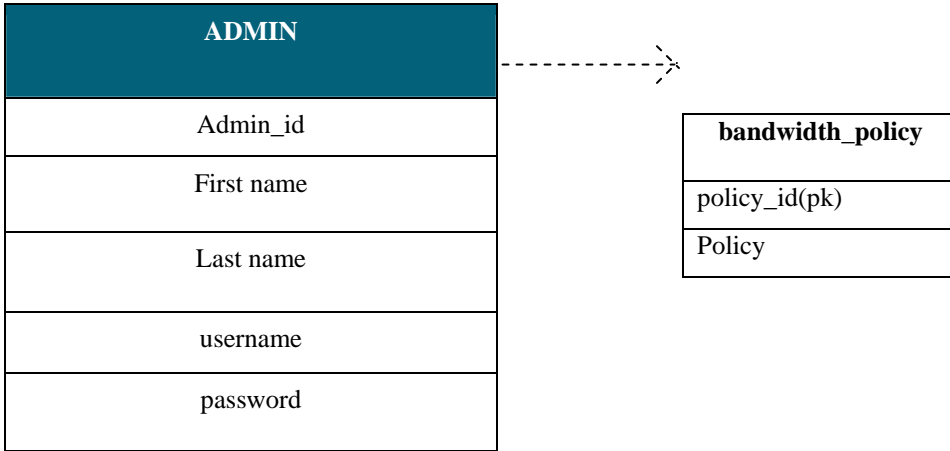 ADMIN
Admin_id
First name
Last name
username
password
bandwidth_policy
policy_id(pk)
Policy